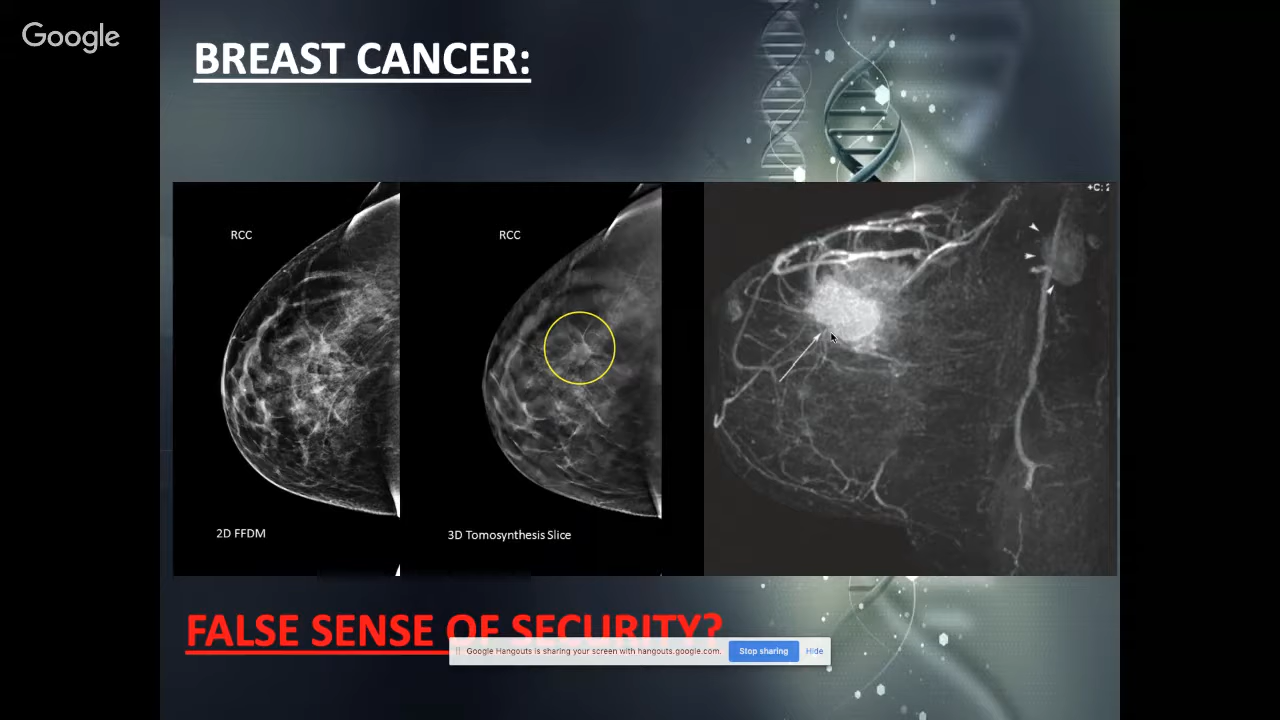 Google
BREAST CANCER:
+C: 2
RCC
RCC
2D FFDM
3D Tomosynthesis Slice
FALSE SENSE OF SECURITY?
Google Hangouts is sharing your screen with hangouts.google.com.
Stop sharing
Hide